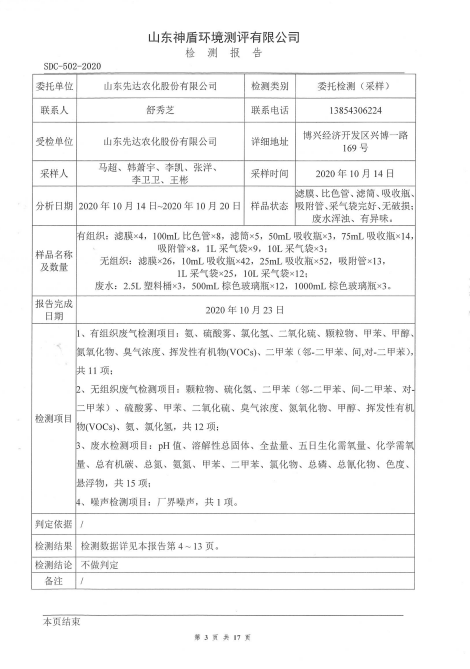 山东神盾环境测评有限公司
检 测 报 告
SDC-502-2020
委托单位 山东先达农化股份有限公司 检测类别 委托检测（采样）
联系人 舒秀芝 联系电话 13854306224
受检单位 山东先达农化股份有限公司 详细地址 博兴经济开发区兴博一路
169 号
采样人 马超、韩萧宇、李凯、张洋、
李卫卫、王彬 采样时间 2020 年 10 月 14 日
分析日期 2020 年 10 月 14 日~2020 年 10 月 20 日 样品状态 滤膜、比色管、滤筒、吸收瓶、
吸附管、采气袋完好、无破损；
废水浑浊、有异味。
样品名称
及数量
有组织：滤膜×4，100mL 比色管×8，滤筒×5，50mL 吸收瓶×3，75mL 吸收瓶×14，
吸附管×8，1L 采气袋×9，10L 采气袋×3；
无组织：滤膜×26，10mL 吸收瓶×42，25mL 吸收瓶×52，吸附管×13，
1L 采气袋×25，10L 采气袋×12；
废水：2.5L 塑料桶×3，500mL 棕色玻璃瓶×12，1000mL 棕色玻璃瓶×3。
报告完成
日期
2020 年 10 月 23 日
检测项目
1、有组织废气检测项目：氨、硫酸雾、氯化氢、二氧化硫、颗粒物、甲苯、甲醇、
氮氧化物、臭气浓度、挥发性有机物(VOCs)、二甲苯（邻-二甲苯、间,对-二甲苯），
共 11 项；
2、无组织废气检测项目：颗粒物、硫化氢、二甲苯（邻-二甲苯、间-二甲苯、对-
二甲苯）、硫酸雾、甲苯、二氧化硫、臭气浓度、氮氧化物、甲醇、挥发性有机
物(VOCs)、氨、氯化氢，共 12 项；
3、废水检测项目：pH 值、溶解性总固体、全盐量、五日生化需氧量、化学需氧
量、总有机碳、总氮、氨氮、甲苯、二甲苯、氯化物、总磷、总氰化物、色度、
悬浮物，共 15 项；
4、噪声检测项目：厂界噪声，共 1 项。
判定依据 /
检测结果 检测数据详见本报告第 4～13 页。
检测结论 不做判定
备注 /
本页结束
第 3 页 共 17 页